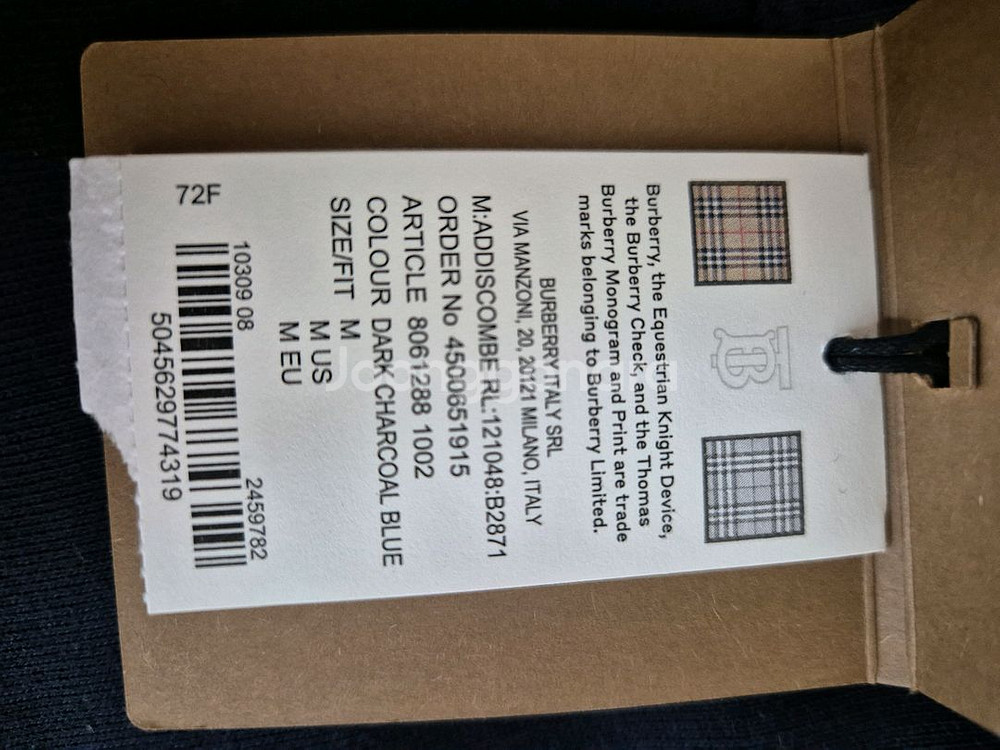 Burberry, the Equestrian Knight Device,
the Burberry Check, and the Thomas
Burberry Monogram and Print are trade
marks belonging to Burberry Limited.
BURBERRY ITALY SRL
VIA MANZONI, 20, 20121 MILANO, ITALY
M:ADDISCOMBE RL:121048:B2871
ORDER No 4500651915
ARTICLE 8061288 1002
COLOUR DARK CHARCOAL BLUE
SIZE/FIT M
M US
M EU
10309 08 2459782
72F
5045629774319